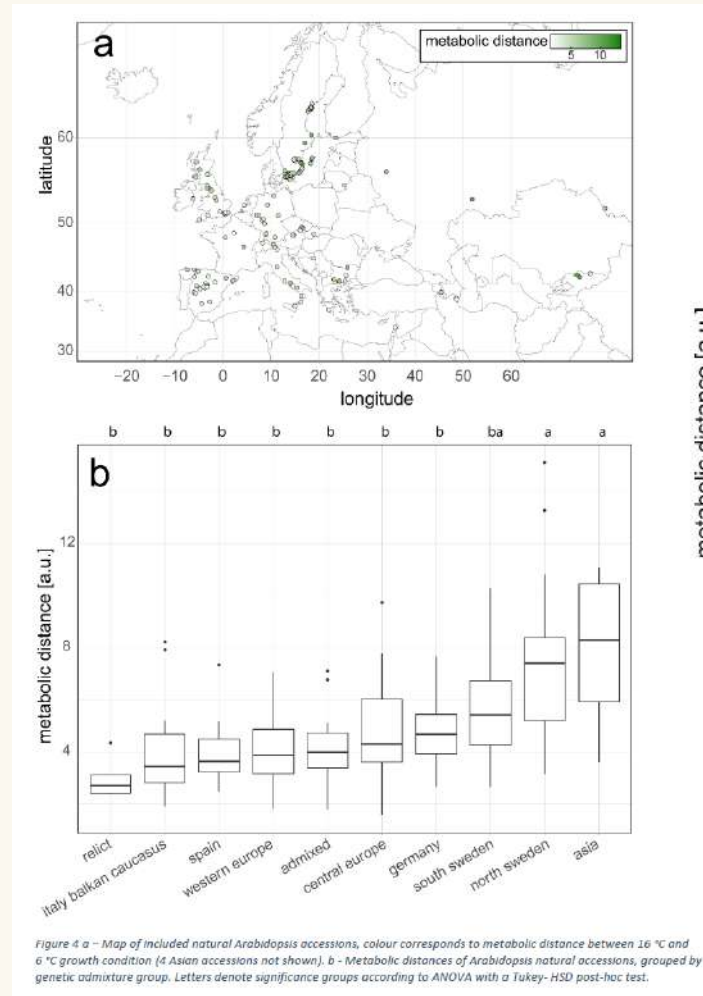 a
metabolic distance
5 10
latitude
60
50
40
30
−20 −10 0 10 20 30 40 50 60
longitude
b b b b b b b ba a a
b
metabolic distance [a.u.]
12
8
4
relict
italy balkan caucasus
spain
western europe
admixed
central europe
germany
south sweden
north sweden
asia
Figure 4 a – Map of included natural Arabidopsis accessions, colour corresponds to metabolic distance between 16 °C and
6 °C growth condition (4 Asian accessions not shown). b - Metabolic distances of Arabidopsis natural accessions, grouped by
genetic admixture group. Letters denote significance groups according to ANOVA with a Tukey- HSD post-hoc test.
metabolic distance [a.u.]